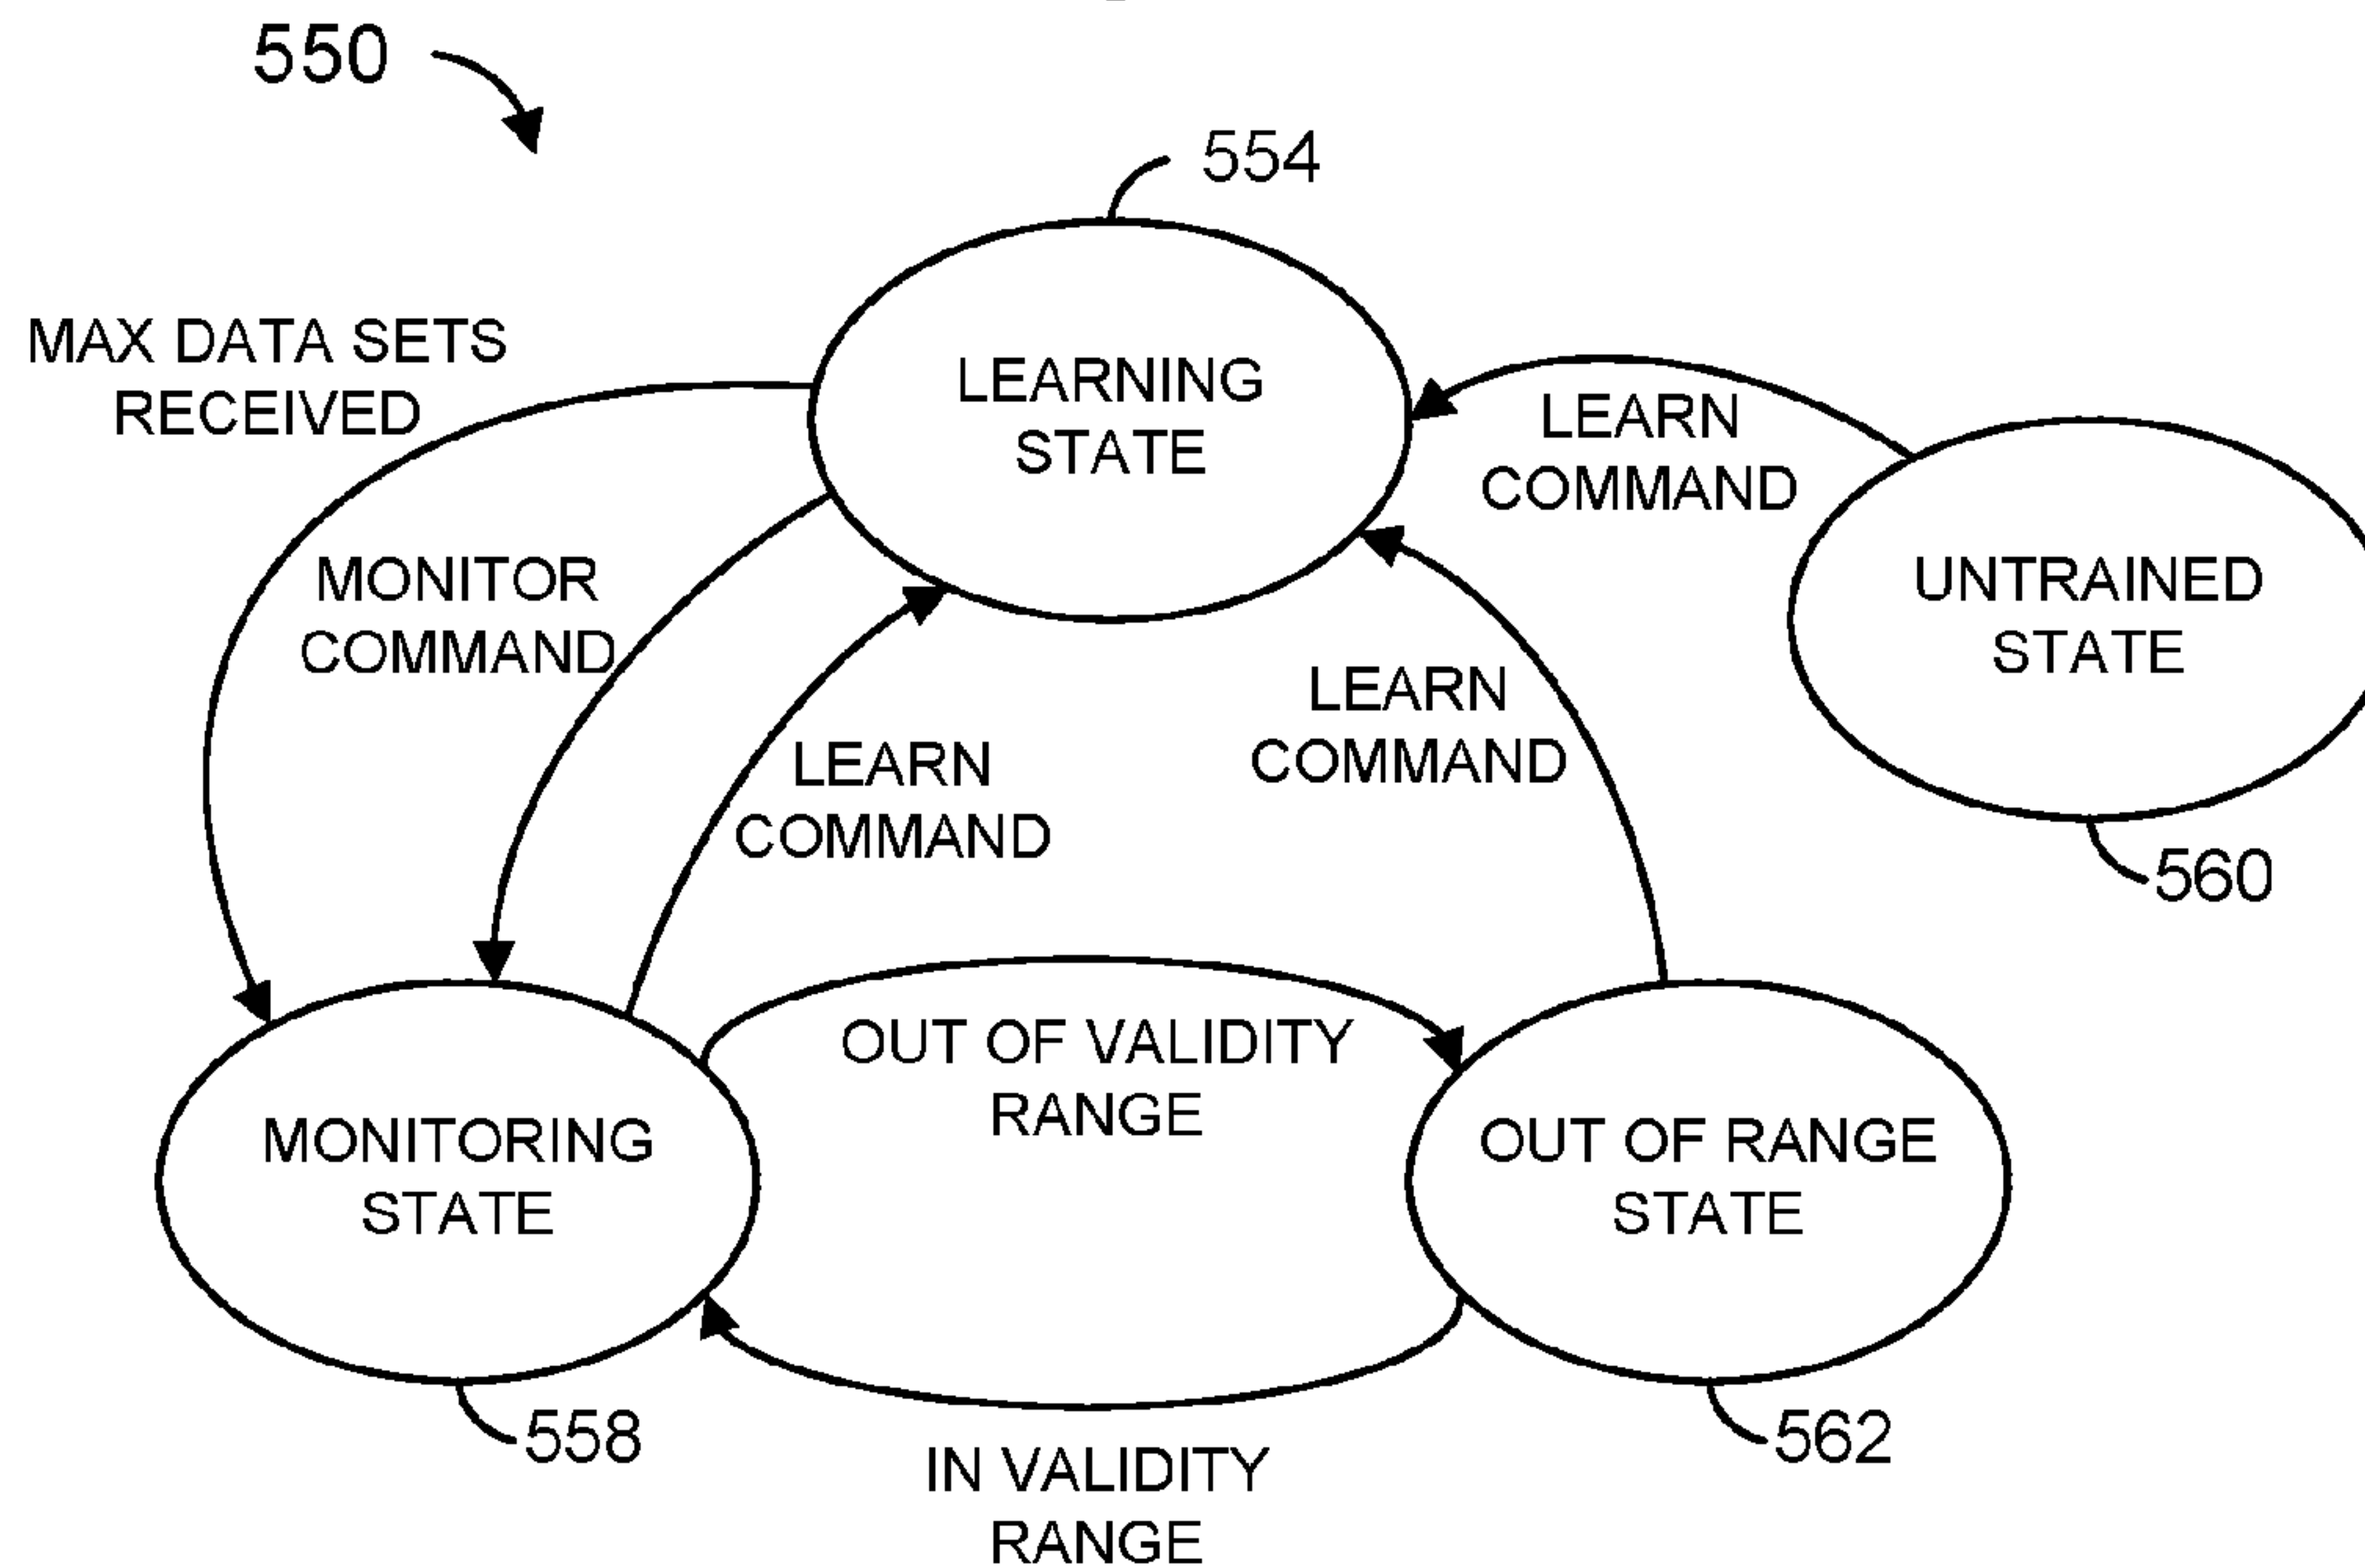 550
554
MAX DATA SETS
RECEIVED
LEARNING
STATE
LEARN
COMMAND
MONITOR
COMMAND
UNTRAINED
STATE
LEARN
COMMAND
LEARN
COMMAND
560
OUT OF VALIDITY
RANGE
MONITORING
STATE
OUT OF RANGE
STATE
558
562
IN VALIDITY
RANGE